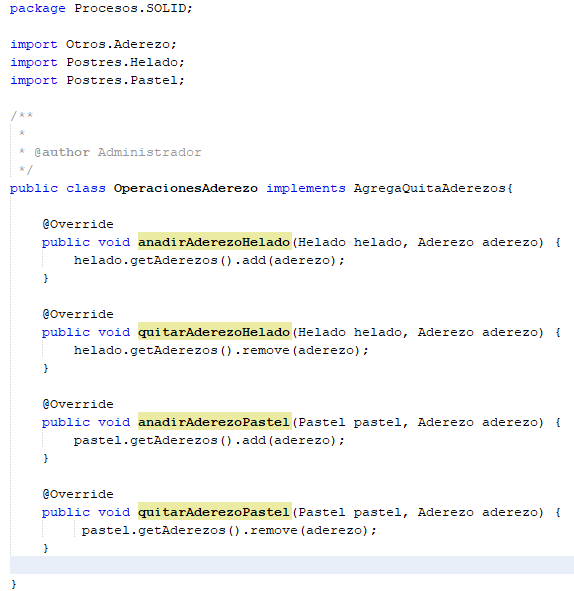 package Procesos.SOLID;
import Otros.Aderezo;
import Postres.Helado;
import Postres.Pastel;
/**
 *
 * @author Administrador
 */
public class OperacionesAderezo implements AgregaQuitaAderezos{
    @Override
    public void anadirAderezoHelado(Helado helado, Aderezo aderezo) {
        helado.getAderezos().add(aderezo);
    }
    @Override
    public void quitarAderezoHelado(Helado helado, Aderezo aderezo) {
        helado.getAderezos().remove(aderezo);
    }
    @Override
    public void anadirAderezoPastel(Pastel pastel, Aderezo aderezo) {
        pastel.getAderezos().add(aderezo);
    }
    @Override
    public void quitarAderezoPastel(Pastel pastel, Aderezo aderezo) {
         pastel.getAderezos().remove(aderezo);
    }
}